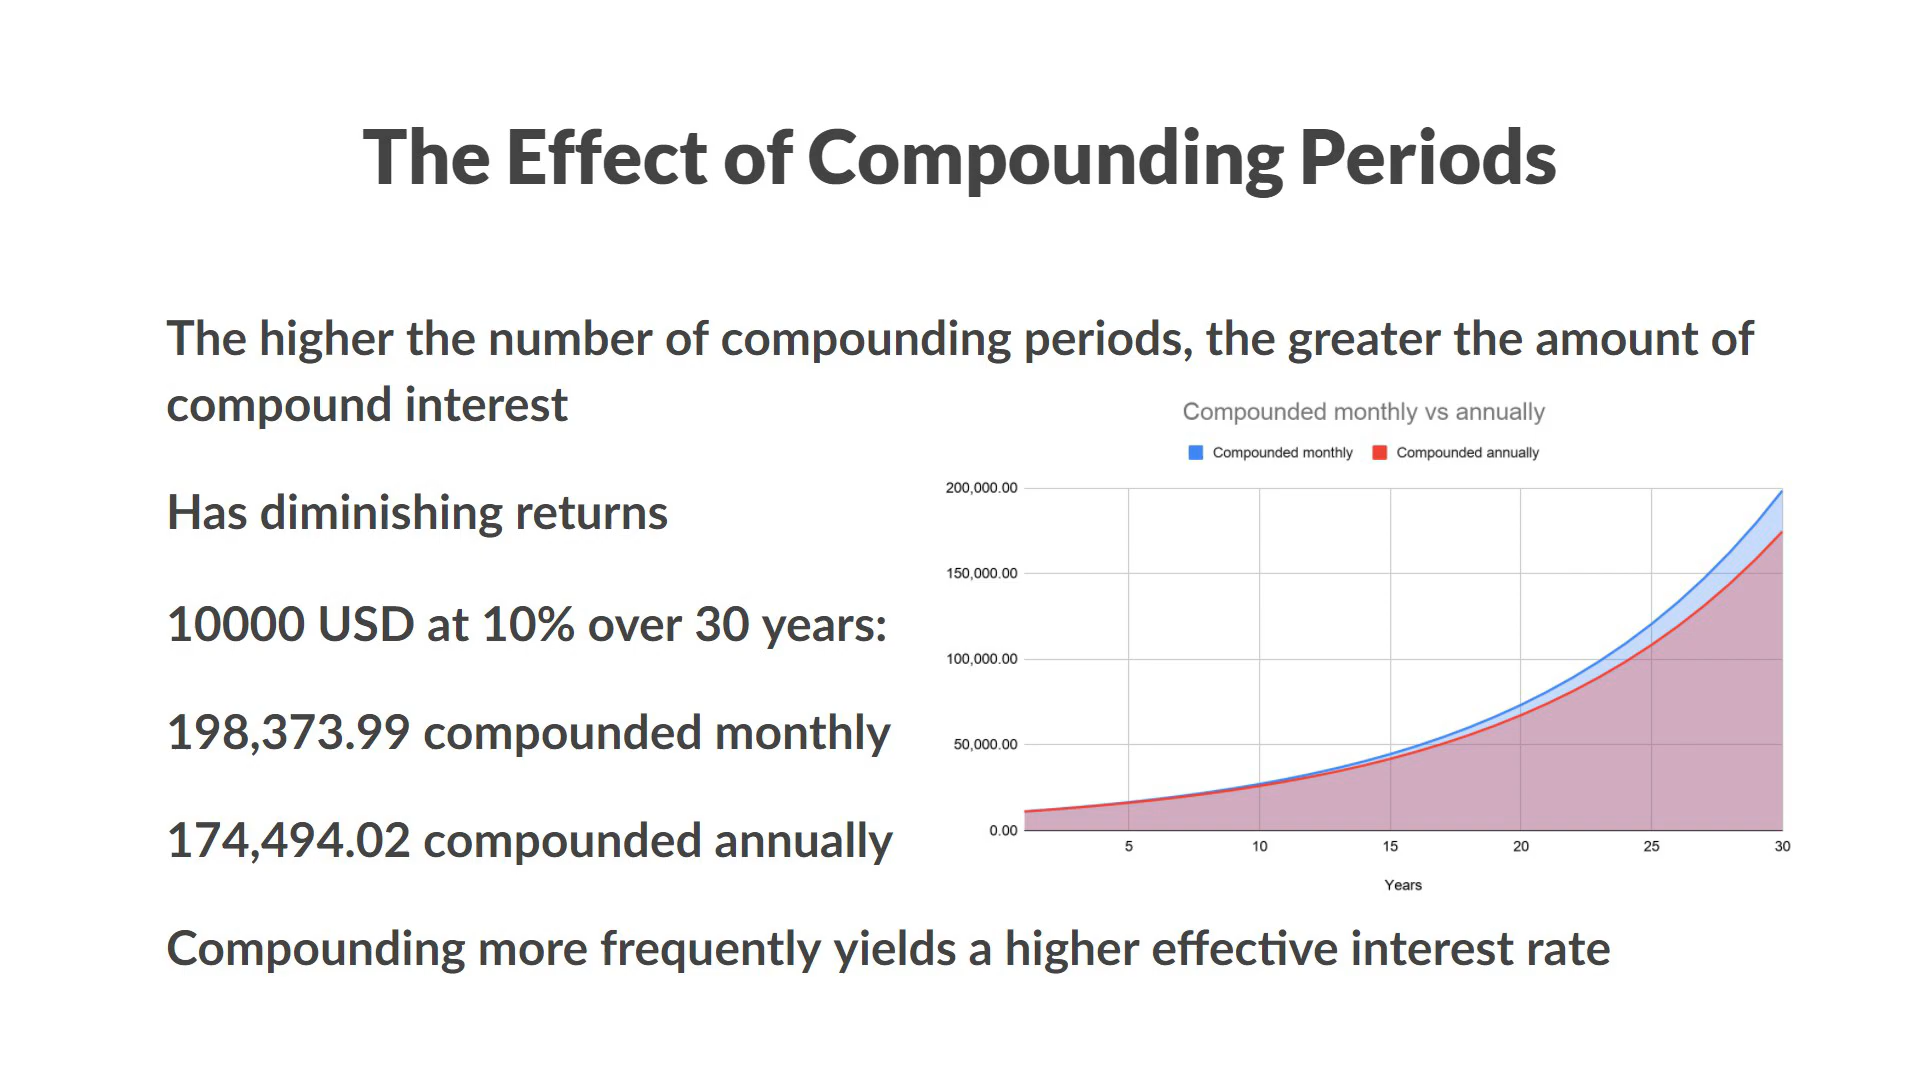 The Effect of Compounding Periods
The higher the number of compounding periods, the greater the amount of
compound interest
Has diminishing returns
10000 USD at 10% over 30 years:
198,373.99 compounded monthly
174,494.02 compounded annually
Compounded monthly vs annually
Compounded monthly Compounded annually
200,000.00
150,000.00
100,000.00
50,000.00
0.00
5 10 15 20 25 30
Years
Compounding more frequently yields a higher effective interest rate